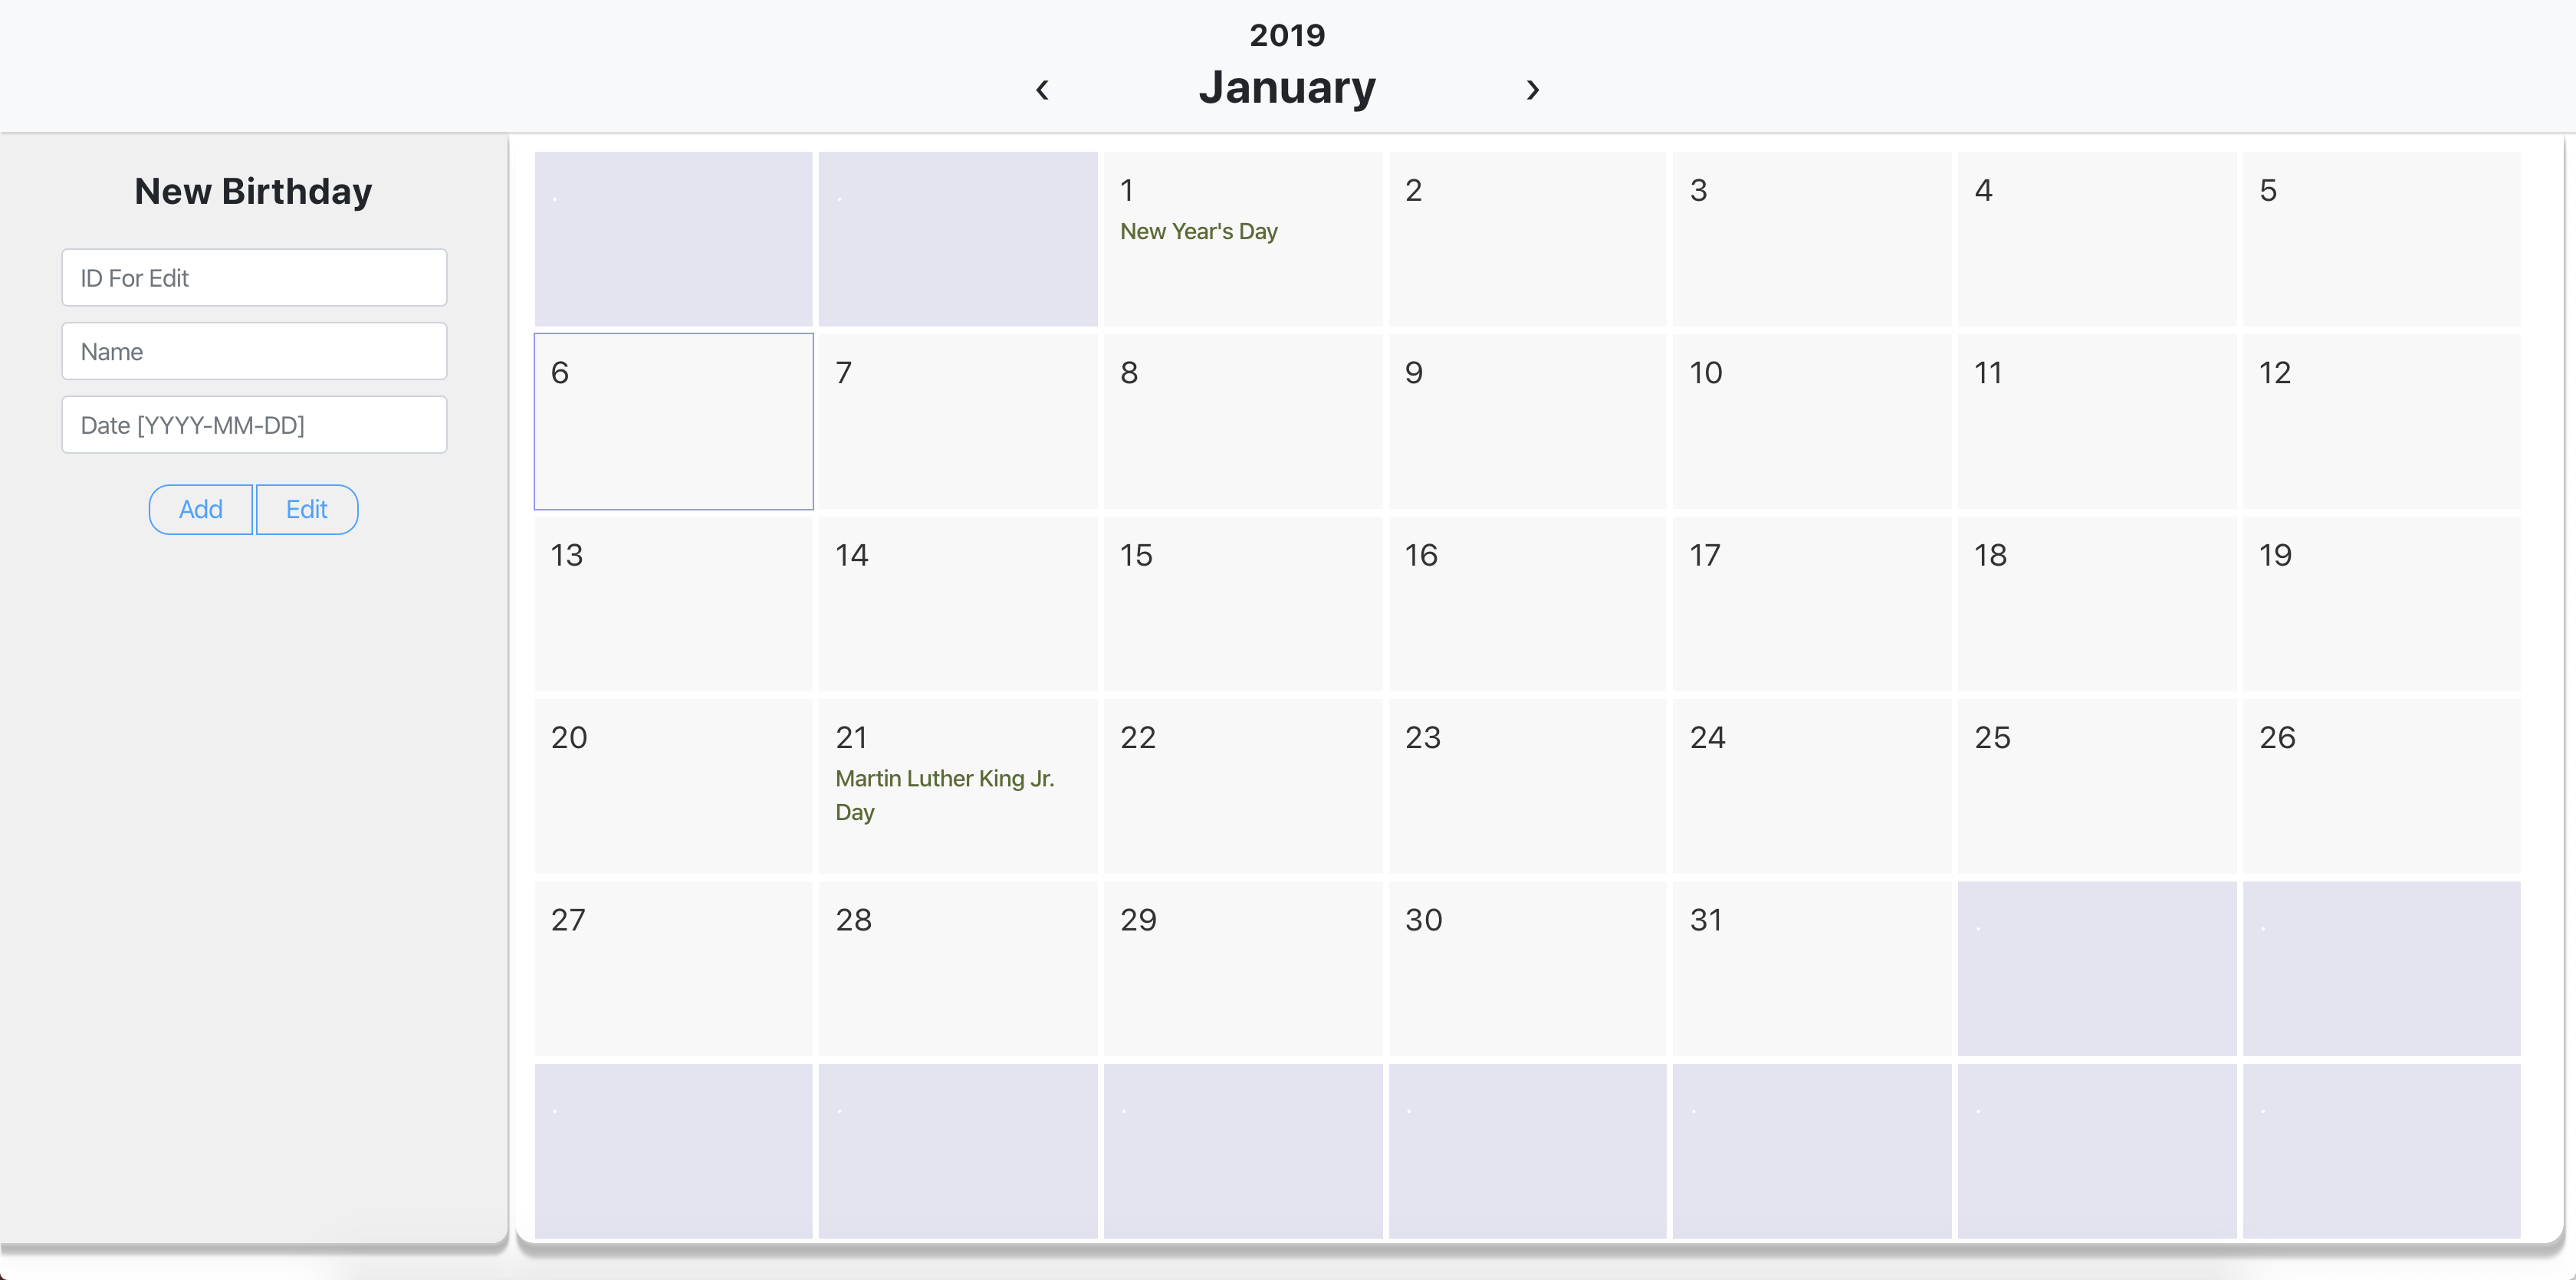 2019
‹ January ›
New Birthday
ID For Edit
Name
Date [YYYY-MM-DD]
Add Edit
. . 1 2 3 4 5
New Year's Day
6 7 8 9 10 11 12
13 14 15 16 17 18 19
20 21 22 23 24 25 26
Martin Luther King Jr.
Day
27 28 29 30 31 . .
. . . . . . .